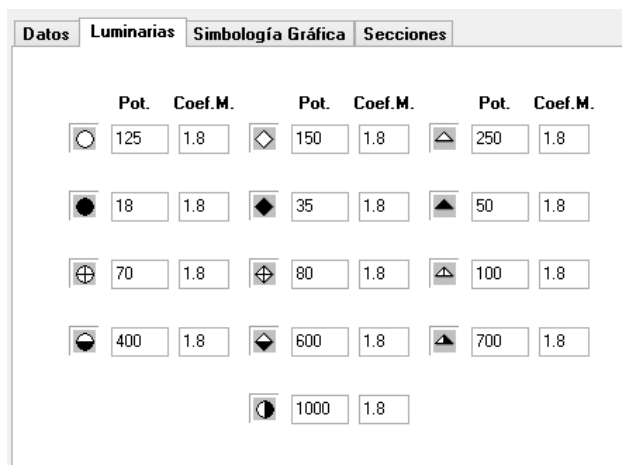 Datos Luminarias Simbología Gráfica Secciones
Pot. Coef.M. Pot. Coef.M. Pot. Coef.M.
125 1.8 150 1.8 250 1.8
18 1.8 35 1.8 50 1.8
70 1.8 80 1.8 100 1.8
400 1.8 600 1.8 700 1.8
1000 1.8